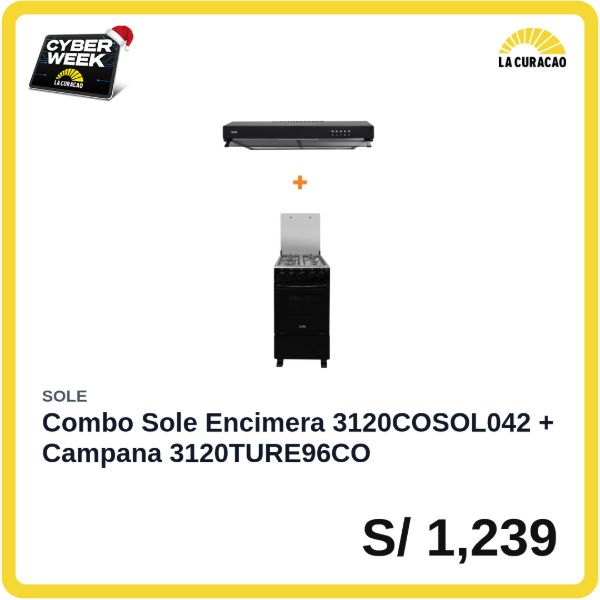 CYBER
WEEK
LA CURACAO
LA CURACAO
+
SOLE
Combo Sole Encimera 3120COSOL042 +
Campana 3120TURE96CO
S/ 1,239